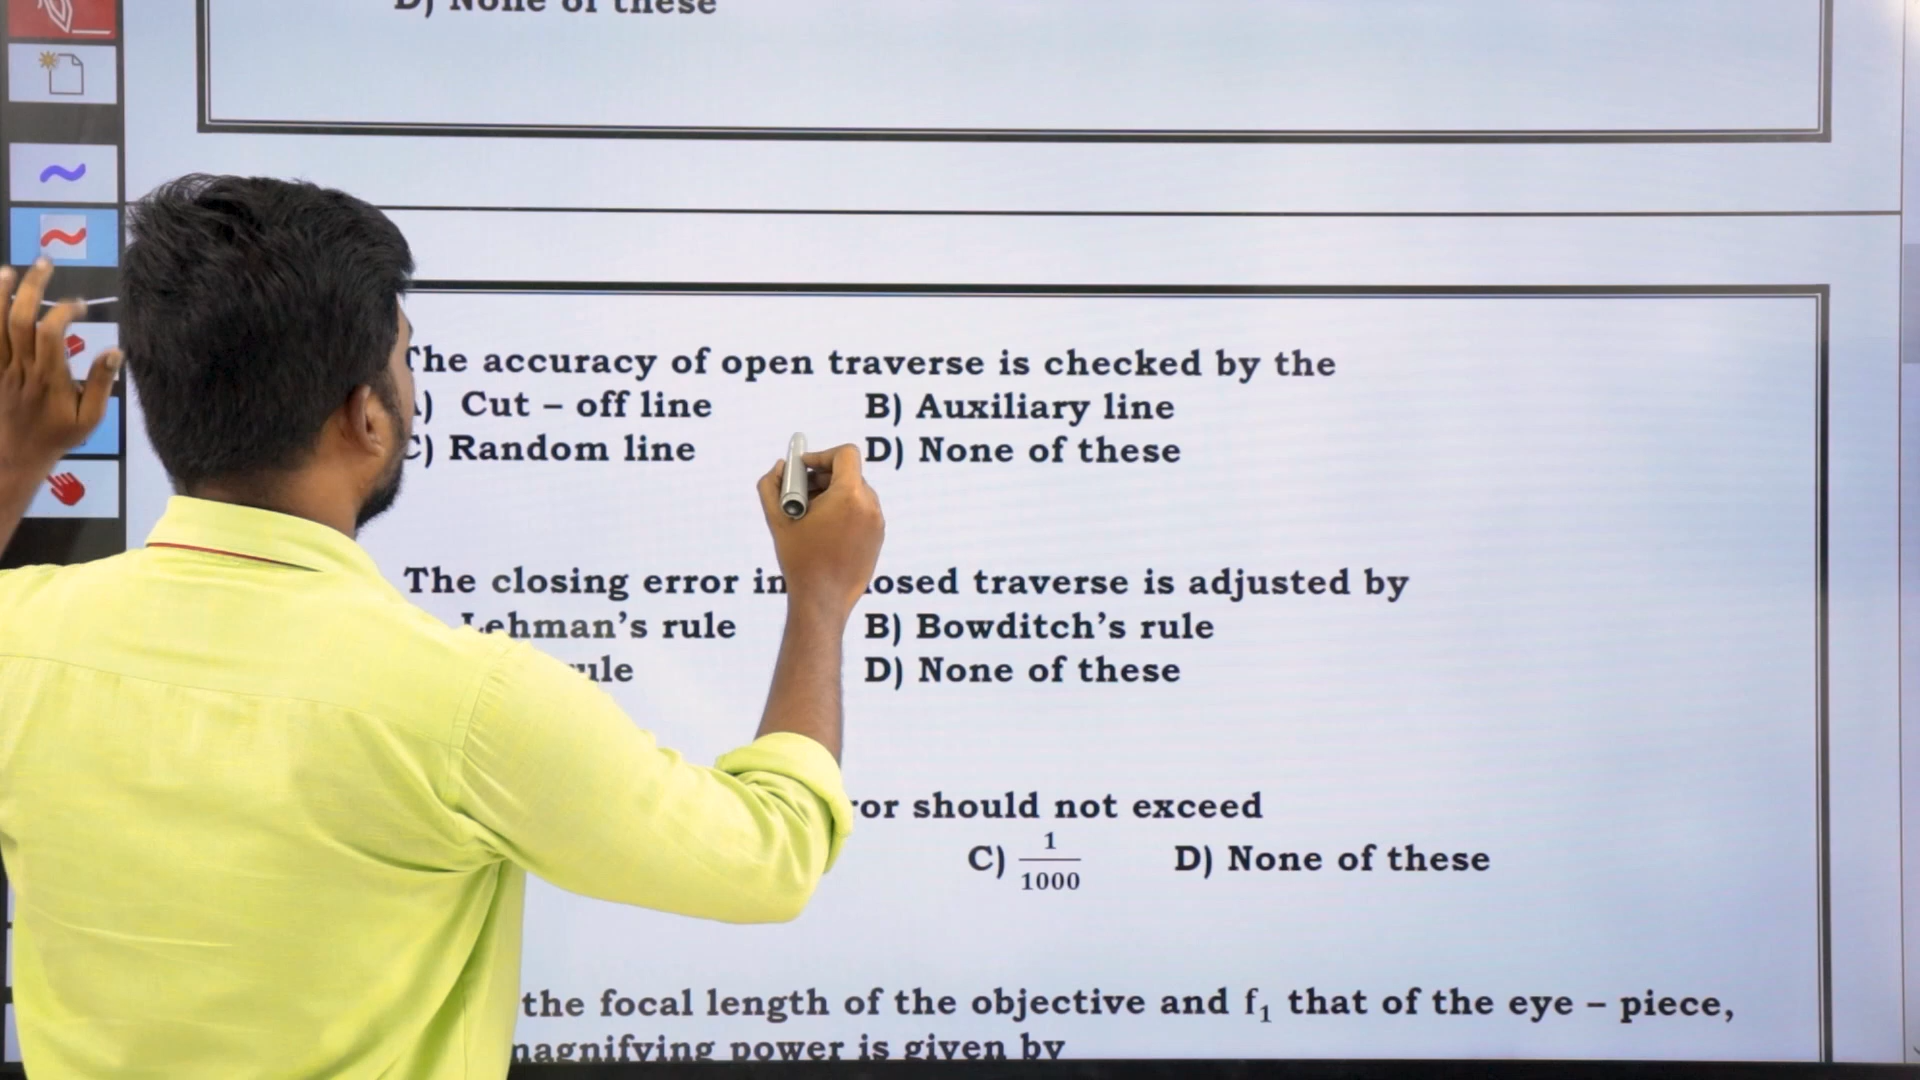 D) None of these
The accuracy of open traverse is checked by the
) Cut – off line B) Auxiliary line
C) Random line D) None of these
The closing error in osed traverse is adjusted by
Lehman’s rule B) Bowditch’s rule
D) None of these
should not exceed
C) 1/1000 D) None of these
the focal length of the objective and f₁ that of the eye – piece,
magnifying power is given by